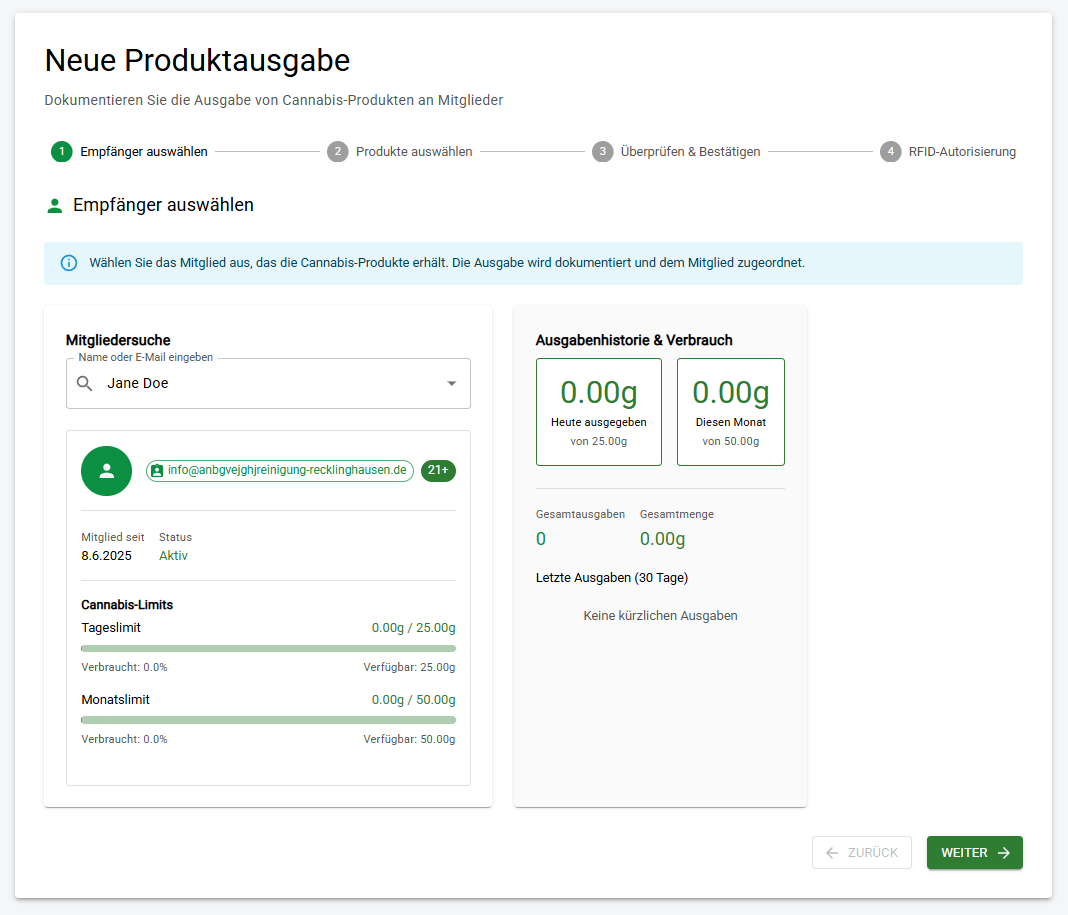 Neue Produktausgabe
Dokumentieren Sie die Ausgabe von Cannabis-Produkten an Mitglieder
1 Empfänger auswählen 2 Produkte auswählen 3 Überprüfen & Bestätigen 4 RFID-Autorisierung
Empfänger auswählen
Wählen Sie das Mitglied aus, das die Cannabis-Produkte erhält. Die Ausgabe wird dokumentiert und dem Mitglied zugeordnet.
Mitgliedersuche
Name oder E-Mail eingeben
Jane Doe
info@anbgvejghjreinigung-recklinghausen.de 21+
Mitglied seit Status
8.6.2025 Aktiv
Cannabis-Limits
Tageslimit 0.00g / 25.00g
Verbraucht: 0.0% Verfügbar: 25.00g
Monatslimit 0.00g / 50.00g
Verbraucht: 0.0% Verfügbar: 50.00g
Ausgabenhistorie & Verbrauch
0.00g 0.00g
Heute ausgegeben Diesen Monat
von 25.00g von 50.00g
Gesamtausgaben Gesamtmenge
0 0.00g
Letzte Ausgaben (30 Tage)
Keine kürzlichen Ausgaben
ZURÜCK WEITER